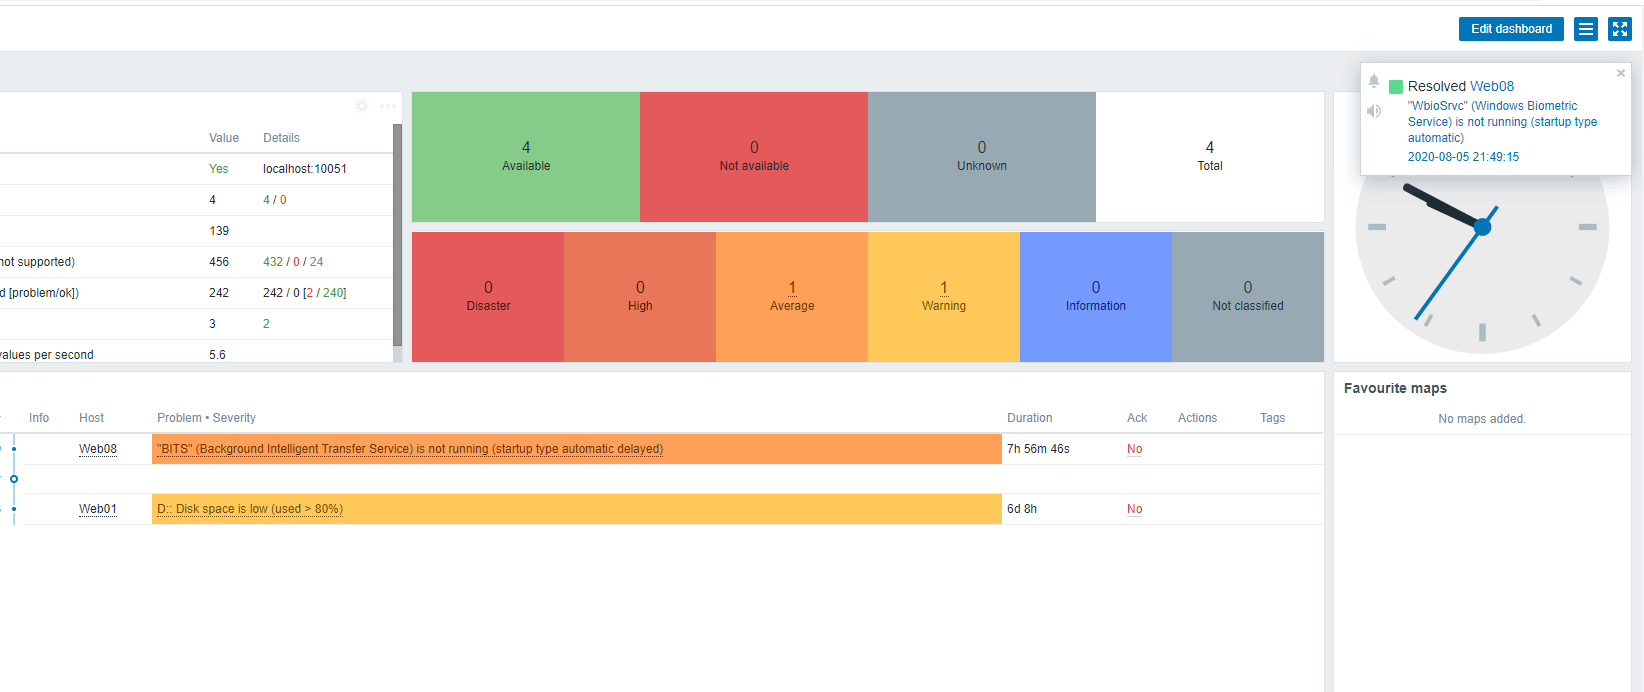 Edit dashboard
Resolved Web08
"WbioSrvc" (Windows Biometric
Service) is not running (startup type
automatic)
2020-08-05 21:49:15
Value Details
Yes localhost:10051
4 4 / 0
139
not supported) 456 432 / 0 / 24
d [problem/ok]) 242 242 / 0 [2 / 240]
3 2
values per second 5.6
4
Available
0
Not available
0
Unknown
4
Total
0
Disaster
0
High
1
Average
1
Warning
0
Information
0
Not classified
Favourite maps
No maps added.
Info Host Problem • Severity Duration Ack Actions Tags
Web08 "BITS" (Background Intelligent Transfer Service) is not running (startup type automatic delayed) 7h 56m 46s No
Web01 D:: Disk space is low (used > 80%) 6d 8h No